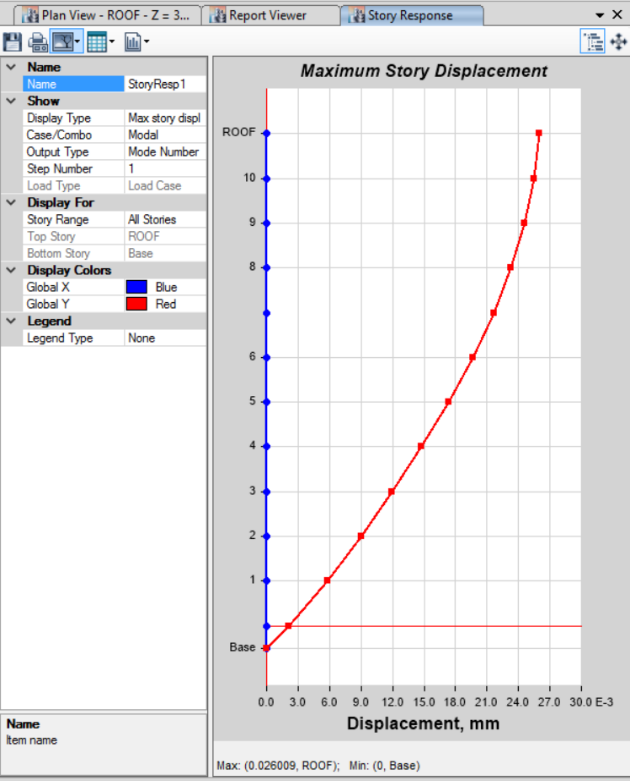 Plan View - ROOF - Z = 3... Report Viewer Story Response
Name
Name StoryResp1
Show
Display Type Max story displ
Case/Combo Modal
Output Type Mode Number
Step Number 1
Load Type Load Case
Display For
Story Range All Stories
Top Story ROOF
Bottom Story Base
Display Colors
Global X Blue
Global Y Red
Legend
Legend Type None
Name
Item name
Maximum Story Displacement
ROOF
10
9
8
6
5
4
3
2
1
Base
0.0 3.0 6.0 9.0 12.0 15.0 18.0 21.0 24.0 27.0 30.0 E-3
Displacement, mm
Max: (0.026009, ROOF); Min: (0, Base)